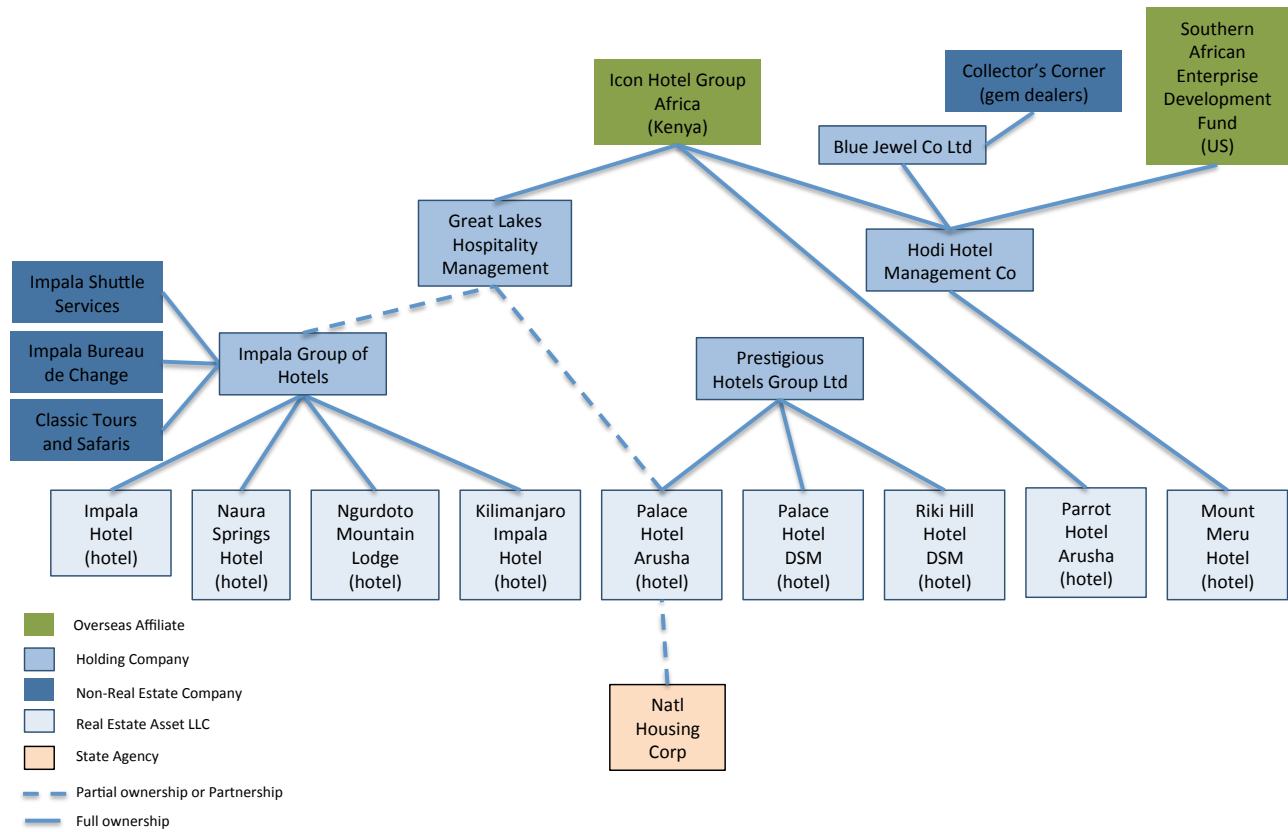 Southern
African
Enterprise
Development
Fund
(US)
Icon Hotel Group
Africa
(Kenya)
Collector’s Corner
(gem dealers)
Blue Jewel Co Ltd
Great Lakes
Hospitality
Management
Hodi Hotel
Management Co
Impala Shuttle
Services
Impala Bureau
de Change
Classic Tours
and Safaris
Impala Group of
Hotels
Prestigious
Hotels Group Ltd
Impala
Hotel
(hotel)
Naura
Springs
Hotel
(hotel)
Ngurdoto
Mountain
Lodge
(hotel)
Kilimanjaro
Impala
Hotel
(hotel)
Palace
Hotel
Arusha
(hotel)
Palace
Hotel
DSM
(hotel)
Riki Hill
Hotel
DSM
(hotel)
Parrot
Hotel
Arusha
(hotel)
Mount
Meru
Hotel
(hotel)
Natl
Housing
Corp
Overseas Affiliate
Holding Company
Non-Real Estate Company
Real Estate Asset LLC
State Agency
Partial ownership or Partnership
Full ownership